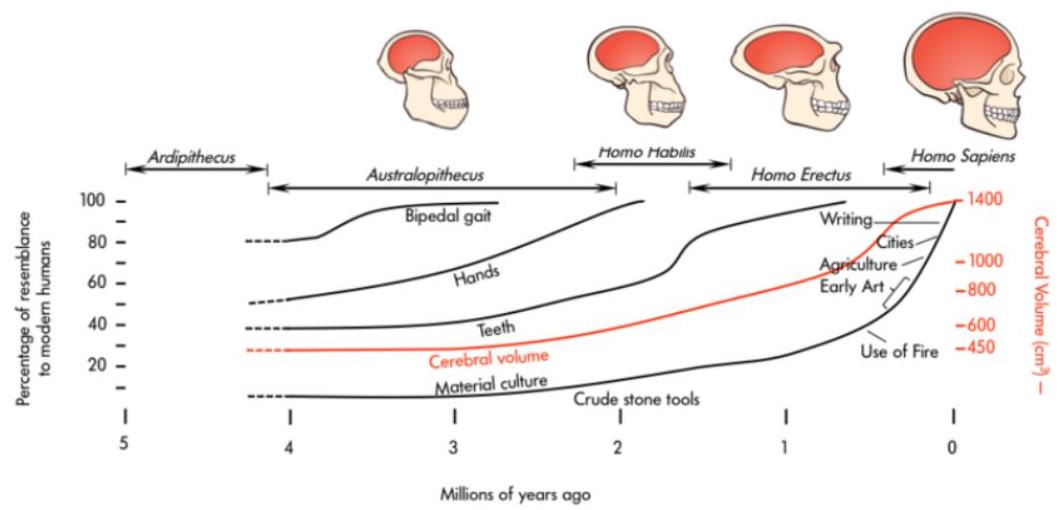 Ardipithecus
Australopithecus
Homo Habilis
Homo Erectus
Homo Sapiens
Percentage of resemblance
to modern humans
100
80
60
40
20
Bipedal gait
Hands
Teeth
Cerebral volume
Material culture
Crude stone tools
Writing
Cities
Agriculture
Early Art
Use of Fire
1400
1000
800
600
450
Cerebral Volume (cm³)
5
4
3
2
1
0
Millions of years ago